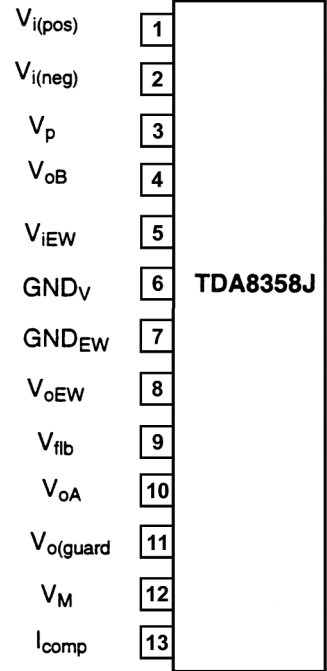 Vi(pos) 1
Vi(neg) 2
Vp 3
VoB 4
ViEW 5
GNDV 6 TDA8358J
GNDEW 7
VoEW 8
Vflb 9
VoA 10
Vo(guard 11
VM 12
Icomp 13